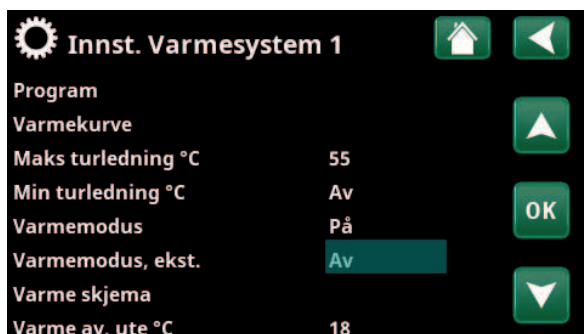 Innst. Varmesystem 1
Program
Varmekurve
Maks turledning °C 55
Min turledning °C Av
Varmemodus På
OK
Varmemodus, ekst. Av
Varme skjema
Varme av, ute °C 18